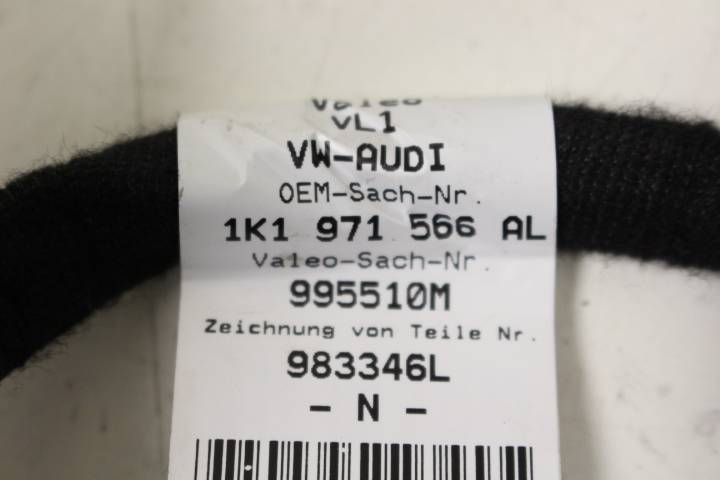 Valeo
VL1
VW-AUDI
OEM-Sach-Nr.
1K1 971 566 AL
Valeo-Sach-Nr.
995510M
Zeichnung von Teile Nr.
983346L
- N -